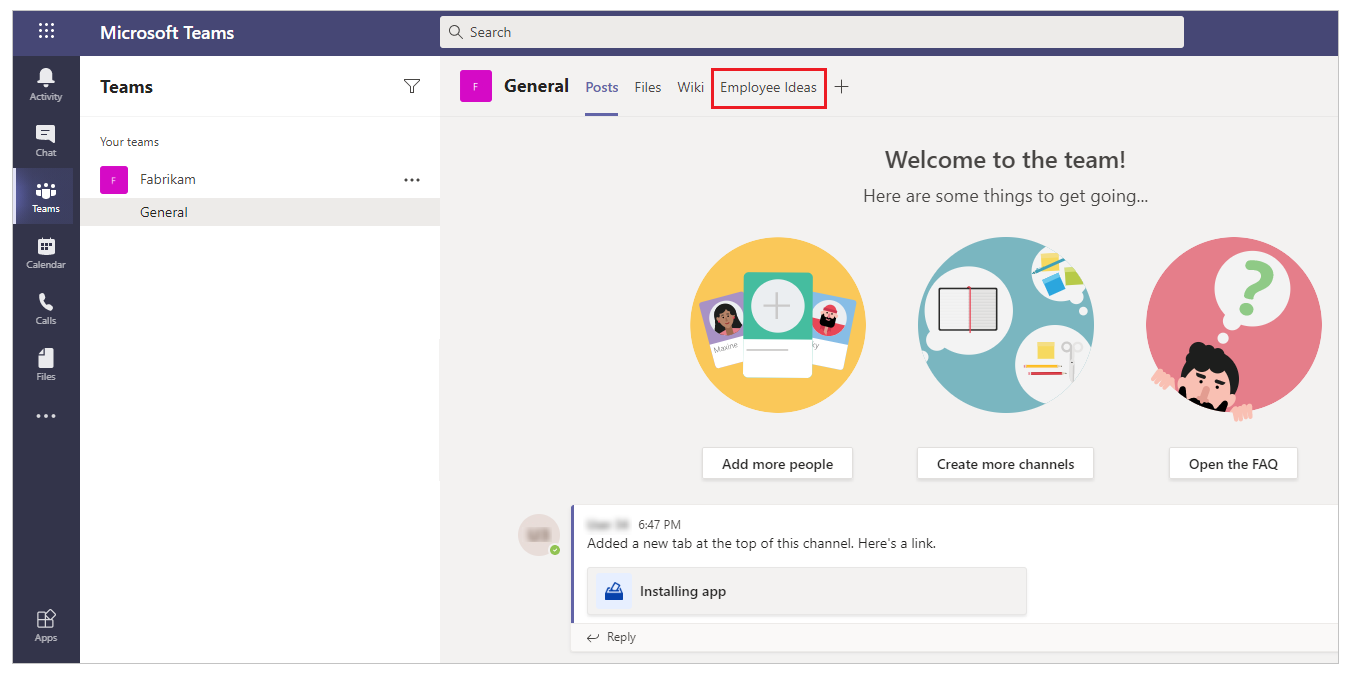 Microsoft Teams
Search
Activity
Chat
Teams
Calendar
Calls
Files
Apps
Teams
Your teams
F
Fabrikam
General
F
General
Posts
Files
Wiki
Employee Ideas
Welcome to the team!
Here are some things to get going...
Maxine
Add more people
Create more channels
Open the FAQ
6:47 PM
Added a new tab at the top of this channel. Here's a link.
Installing app
Reply